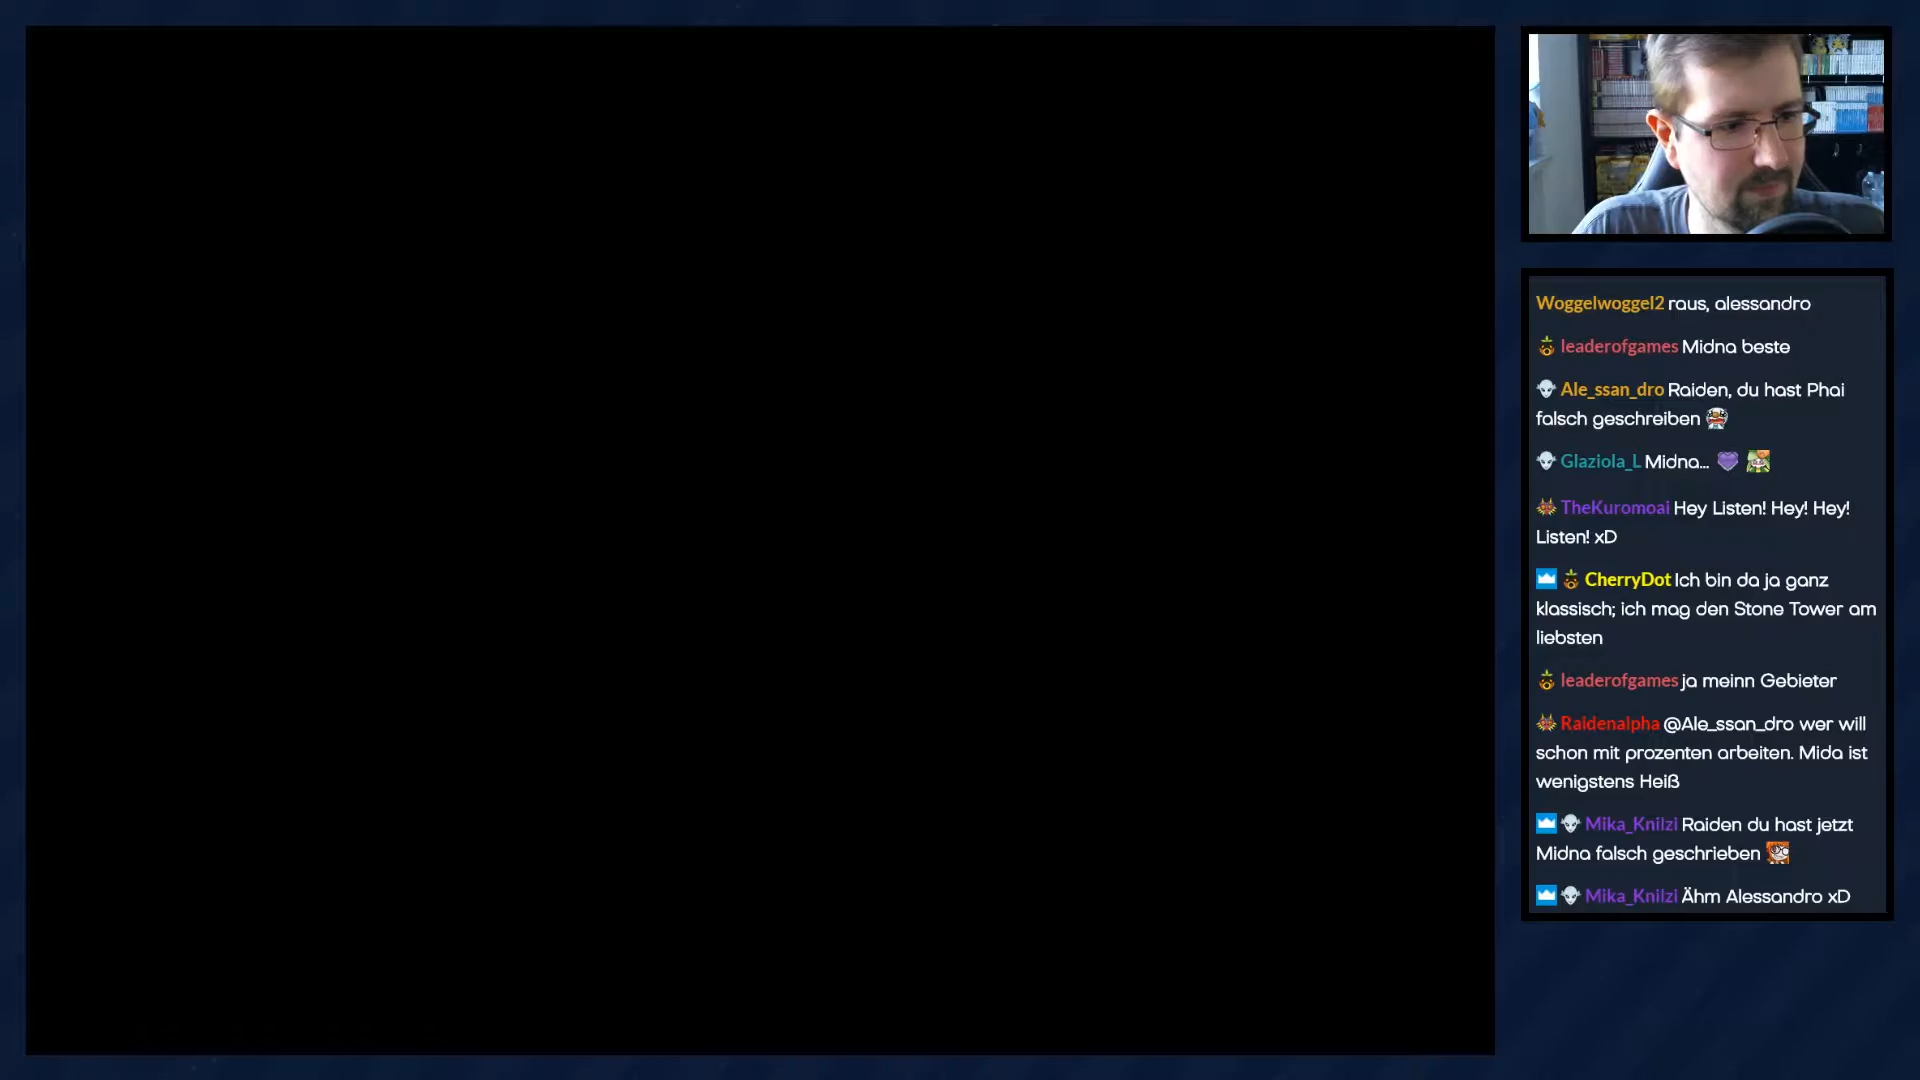 Woggelwoggel2 raus, alessandro
leaderofgames Midna beste
Ale_ssan_dro Raiden, du hast Phai
falsch geschreiben
Glaziola_L Midna...
TheKuromoai Hey Listen! Hey! Hey!
Listen! xD
CherryDot Ich bin da ja ganz
klassisch; ich mag den Stone Tower am
liebsten
leaderofgames ja meinn Gebieter
Raidenalpha @Ale_ssan_dro wer will
schon mit prozenten arbeiten. Mida ist
wenigstens Heiß
Mika_Knilzi Raiden du hast jetzt
Midna falsch geschrieben
Mika_Knilzi Ähm Alessandro xD